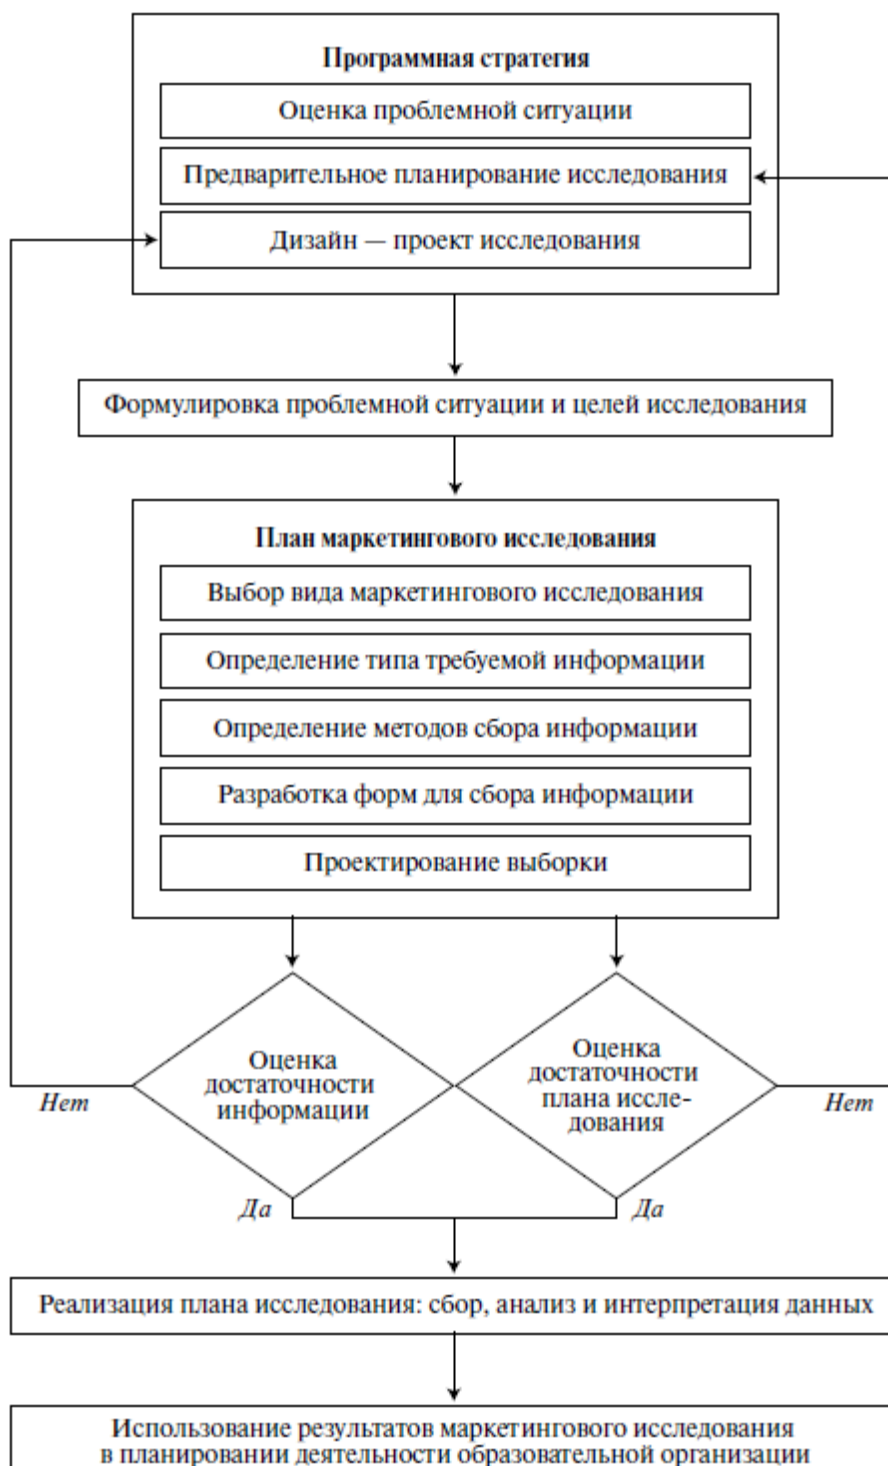 Программная стратегия
Оценка проблемной ситуации
Предварительное планирование исследования
Дизайн — проект исследования
Формулировка проблемной ситуации и целей исследования
План маркетингового исследования
Выбор вида маркетингового исследования
Определение типа требуемой информации
Определение методов сбора информации
Разработка форм для сбора информации
Проектирование выборки
Оценка
достаточности
информации
Оценка
достаточности
плана иссле-
дования
Нет
Нет
Да
Да
Реализация плана исследования: сбор, анализ и интерпретация данных
Использование результатов маркетингового исследования
в планировании деятельности образовательной организации